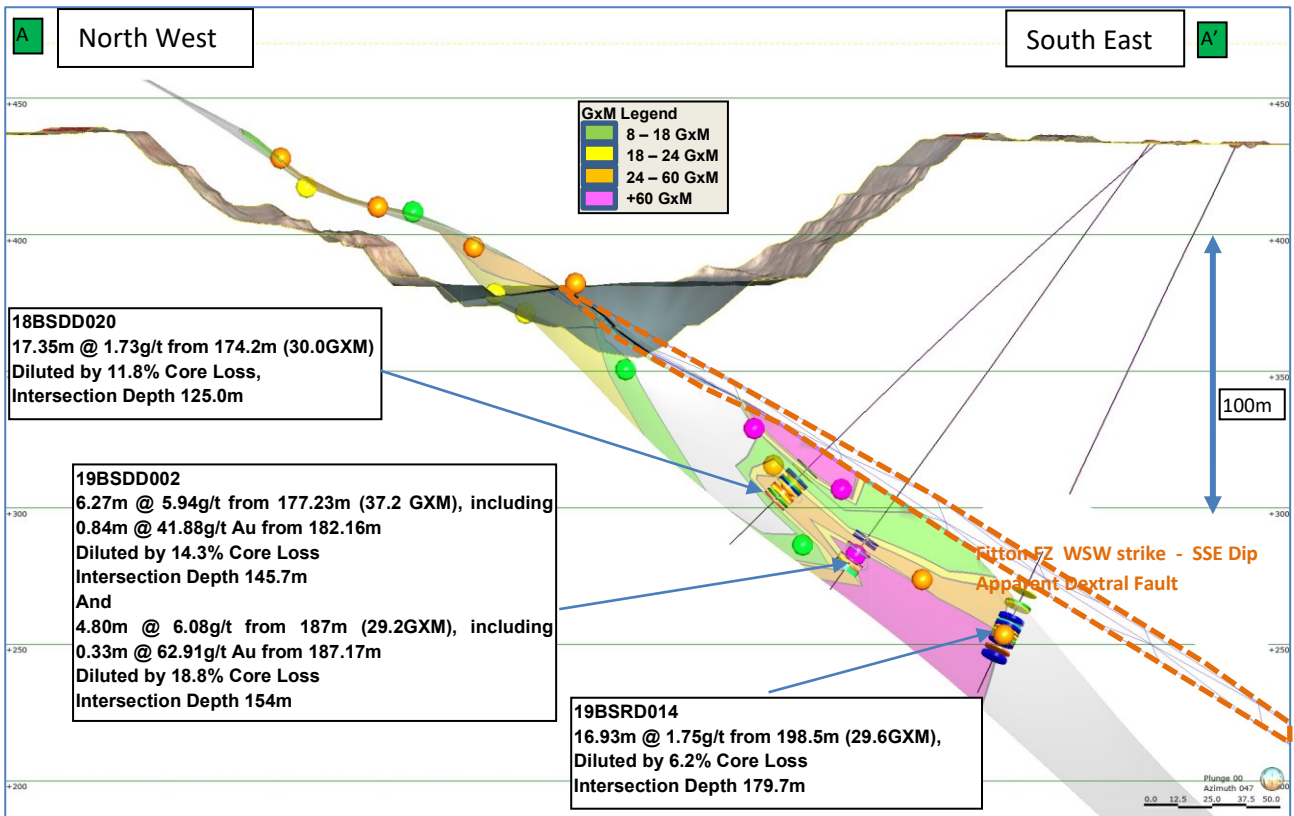 A
North West
South East
A'
+450
+450
GxM Legend
8 – 18 GxM
18 – 24 GxM
24 – 60 GxM
+60 GxM
+400
+400
18BSDD020
17.35m @ 1.73g/t from 174.2m (30.0GXM)
Diluted by 11.8% Core Loss,
Intersection Depth 125.0m
+350
+350
100m
19BSDD002
6.27m @ 5.94g/t from 177.23m (37.2 GXM), including
0.84m @ 41.88g/t Au from 182.16m
Diluted by 14.3% Core Loss
Intersection Depth 145.7m
And
4.80m @ 6.08g/t from 187m (29.2GXM), including
0.33m @ 62.91g/t Au from 187.17m
Diluted by 18.8% Core Loss
Intersection Depth 154m
+300
+300
Fitton FZ WSW strike - SSE Dip
Apparent Dextral Fault
+250
+250
19BSRD014
16.93m @ 1.75g/t from 198.5m (29.6GXM),
Diluted by 6.2% Core Loss
Intersection Depth 179.7m
+200
Plunge 00
Azimuth 047
0.0 12.5 25.0 37.5 50.0